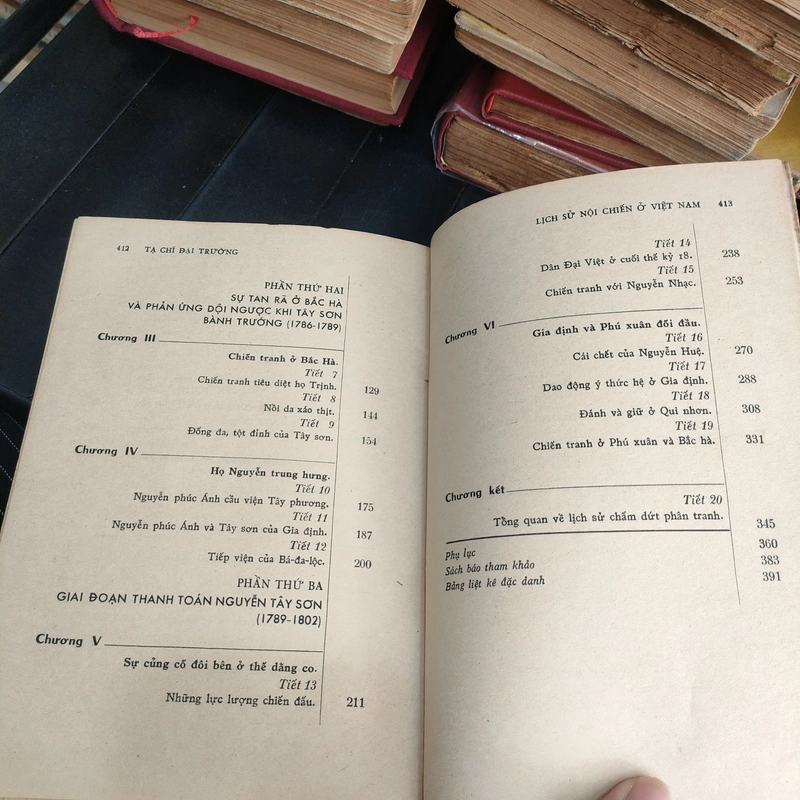 412 TẠ CHÍ ĐẠI TRƯỜNG
PHẦN THỨ HAI
SỰ TAN RÃ Ở BẮC HÀ
VÀ PHẢN ỨNG DỘI NGƯỢC KHI TÂY SƠN
BÀNH TRƯỚNG (1786-1789)
Chương III
Chiến tranh ở Bắc Hà.
Tiết 7
Chiến tranh tiêu diệt họ Trịnh. 129
Tiết 8
Nồi da xáo thịt. 144
Tiết 9
Đống đa, tột đỉnh của Tây sơn. 154
Chương IV
Họ Nguyễn trung hưng.
Tiết 10
Nguyễn phúc Ánh cầu viện Tây phương. 175
Tiết 11
Nguyễn phúc Ánh và Tây sơn của Gia định. 187
Tiết 12
Tiếp viện của Bá-đa-lộc. 200
PHẦN THỨ BA
GIAI ĐOẠN THANH TOÁN NGUYỄN TÂY SƠN
(1789-1802)
Chương V
Sự củng cố đôi bên ở thế dằng co.
Tiết 13
Những lực lượng chiến đấu. 211
LỊCH SỬ NỘI CHIẾN Ở VIỆT NAM 413
Tiết 14
Dân Đại Việt ở cuối thế kỷ 18. 238
Tiết 15
Chiến tranh với Nguyễn Nhạc. 253
Chương VI
Gia định và Phú xuân đối đầu.
Tiết 16
Cái chết của Nguyễn Huệ. 270
Tiết 17
Dao động ý thức hệ ở Gia định. 288
Tiết 18
Đánh và giữ ở Qui nhơn. 308
Tiết 19
Chiến tranh ở Phú xuân và Bắc hà. 331
Chương kết
Tiết 20
Tổng quan về lịch sử chấm dứt phân tranh. 345
Phụ lục 360
Sách báo tham khảo 383
Bảng liệt kê đặc danh 391